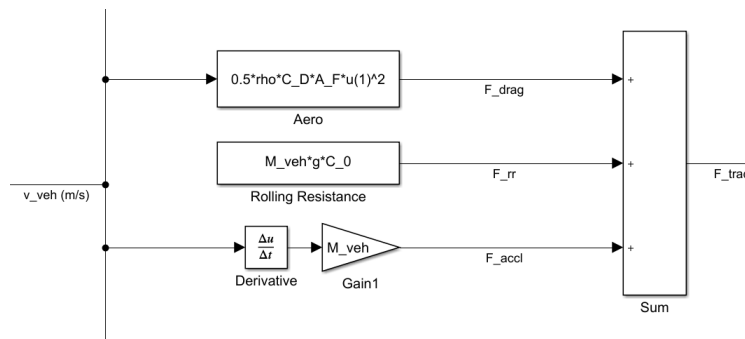 0.5*rho*C_D*A_F*u(1)^2
F_drag
Aero
+
M_veh*g*C_0
F_rr
Rolling Resistance
+
v_veh (m/s)
F_trac
Δu
Δt
Derivative
M_veh
Gain1
F_accl
+
Sum